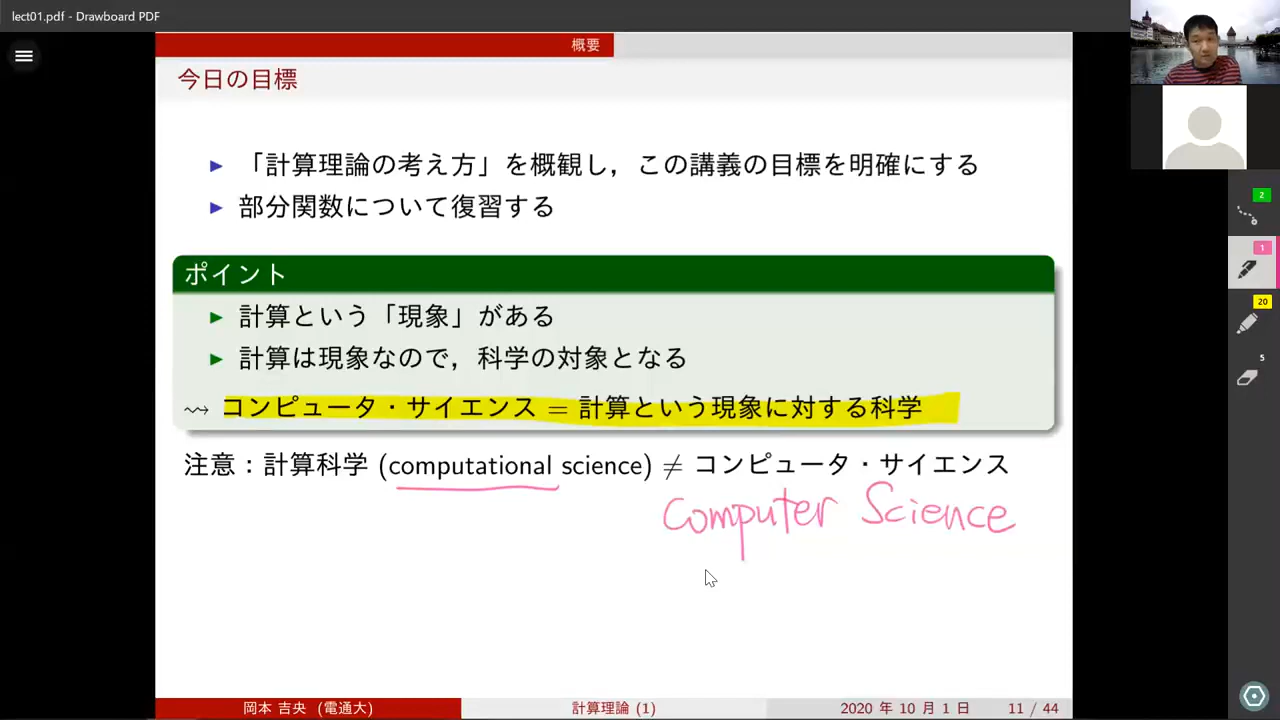 lect01.pdf - Drawboard PDF
概要
今日の目標
「計算理論の考え方」を概観し，この講義の目標を明確にする
部分関数について復習する
ポイント
計算という「現象」がある
計算は現象なので，科学の対象となる
⇝ コンピュータ・サイエンス = 計算という現象に対する科学
注意：計算科学 (computational science) ≠ コンピュータ・サイエンス
Computer Science
岡本 吉央 (電通大)
計算理論 (1)
2020 年 10 月 1 日
11 / 44
2
1
20
5